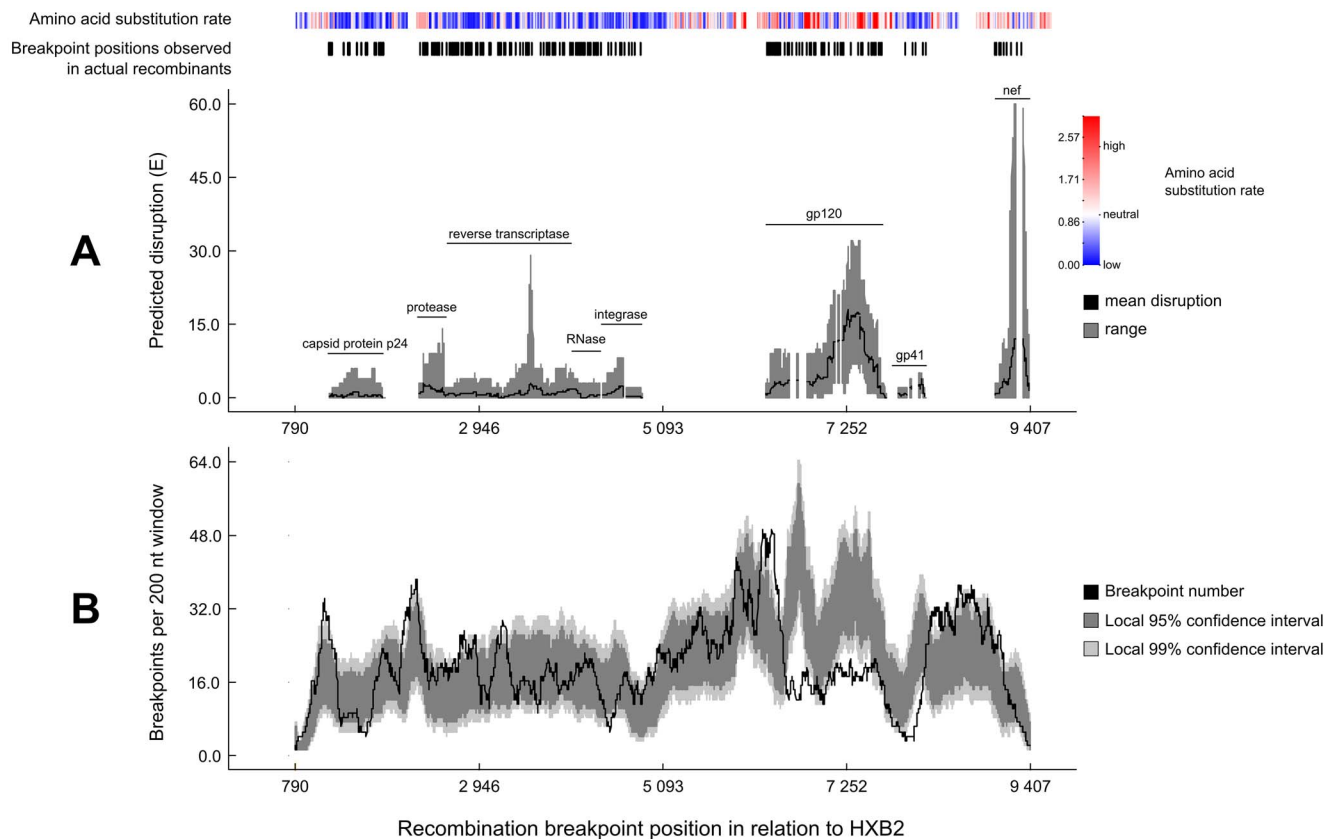 Amino acid substitution rate
Breakpoint positions observed
in actual recombinants
A
Predicted disruption (E)
60.0
45.0
30.0
15.0
0.0
capsid protein p24
protease
reverse transcriptase
RNase
integrase
gp120
gp41
nef
790
2 946
5 093
7 252
9 407
2.57
1.71
0.86
0.00
high
neutral
low
Amino acid
substitution rate
mean disruption
range
B
Breakpoints per 200 nt window
64.0
48.0
32.0
16.0
0.0
790
2 946
5 093
7 252
9 407
Breakpoint number
Local 95% confidence interval
Local 99% confidence interval
Recombination breakpoint position in relation to HXB2